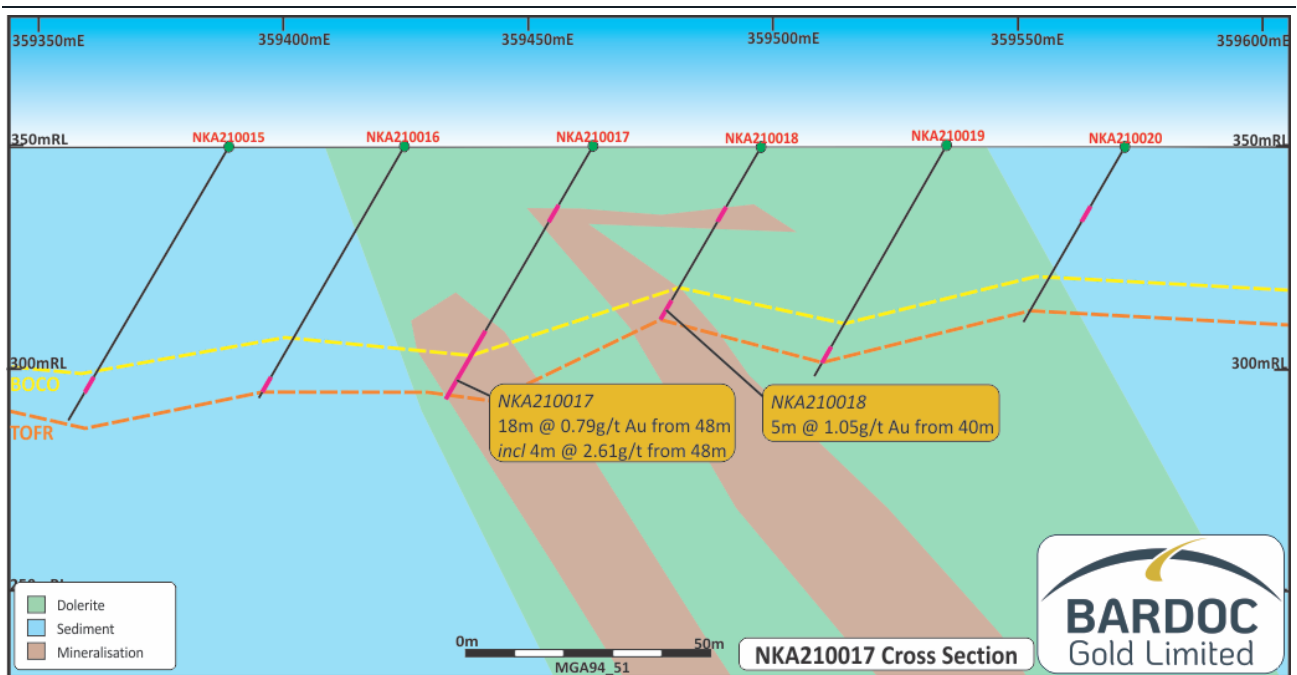 359350mE 359400mE 359450mE 359500mE 359550mE 359600mE
350mRL NKA210015 NKA210016 NKA210017 NKA210018 NKA210019 NKA210020 350mRL
300mRL 300mRL
BOCO
TOFR
NKA210017
18m @ 0.79g/t Au from 48m
incl 4m @ 2.61g/t from 48m
NKA210018
5m @ 1.05g/t Au from 40m
Dolerite
Sediment
Mineralisation
0m 50m
MGA94_51
NKA210017 Cross Section
BARDOC
Gold Limited